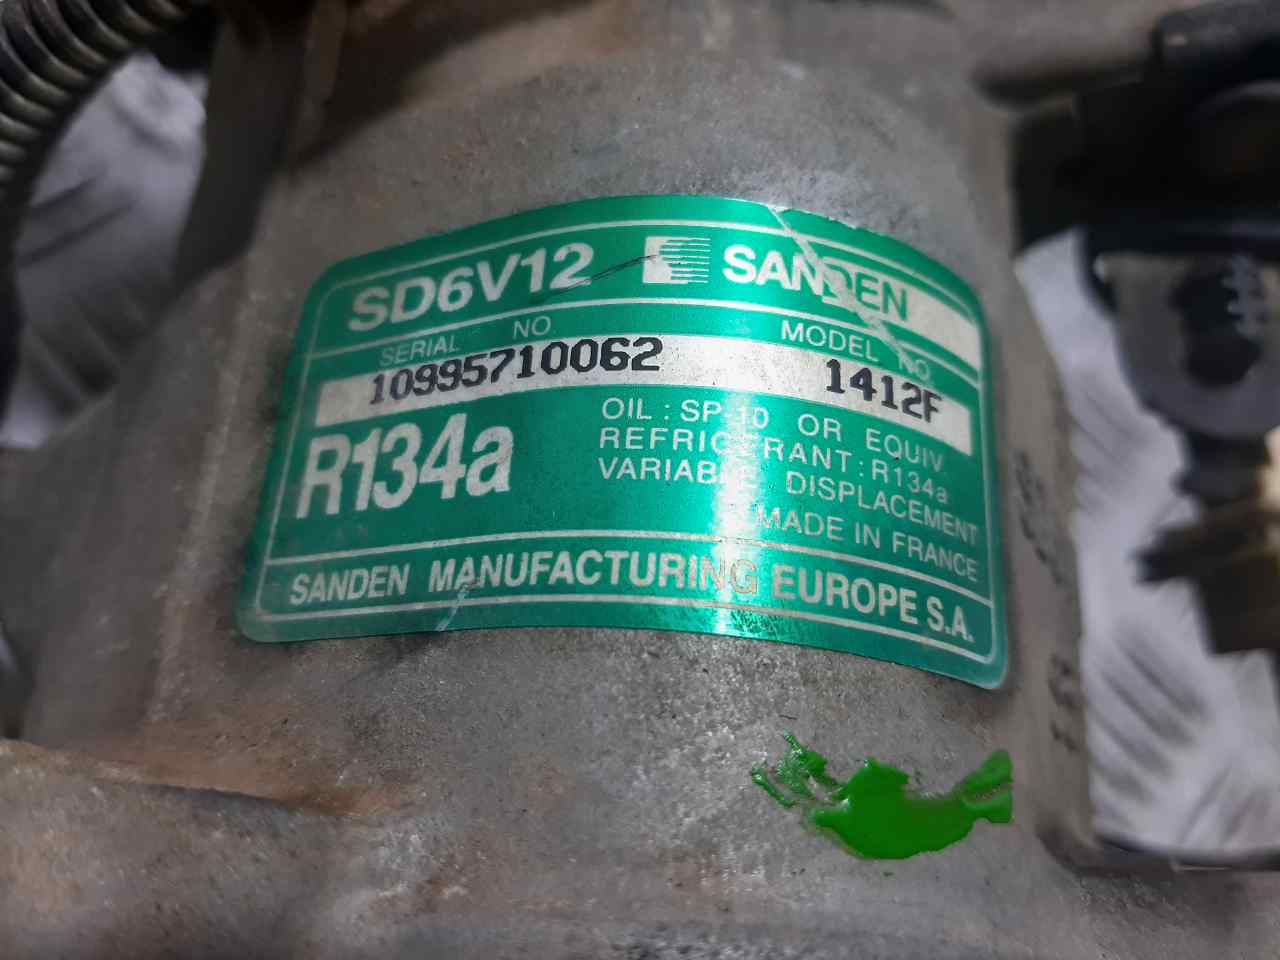 SD6V12 SANDEN
SERIAL NO. MODEL NO.
10995710062 1412F
R134a
OIL : SP-10 OR EQUIV.
REFRIGERANT : R134a
VARIABLE DISPLACEMENT
MADE IN FRANCE
SANDEN MANUFACTURING EUROPE S.A.